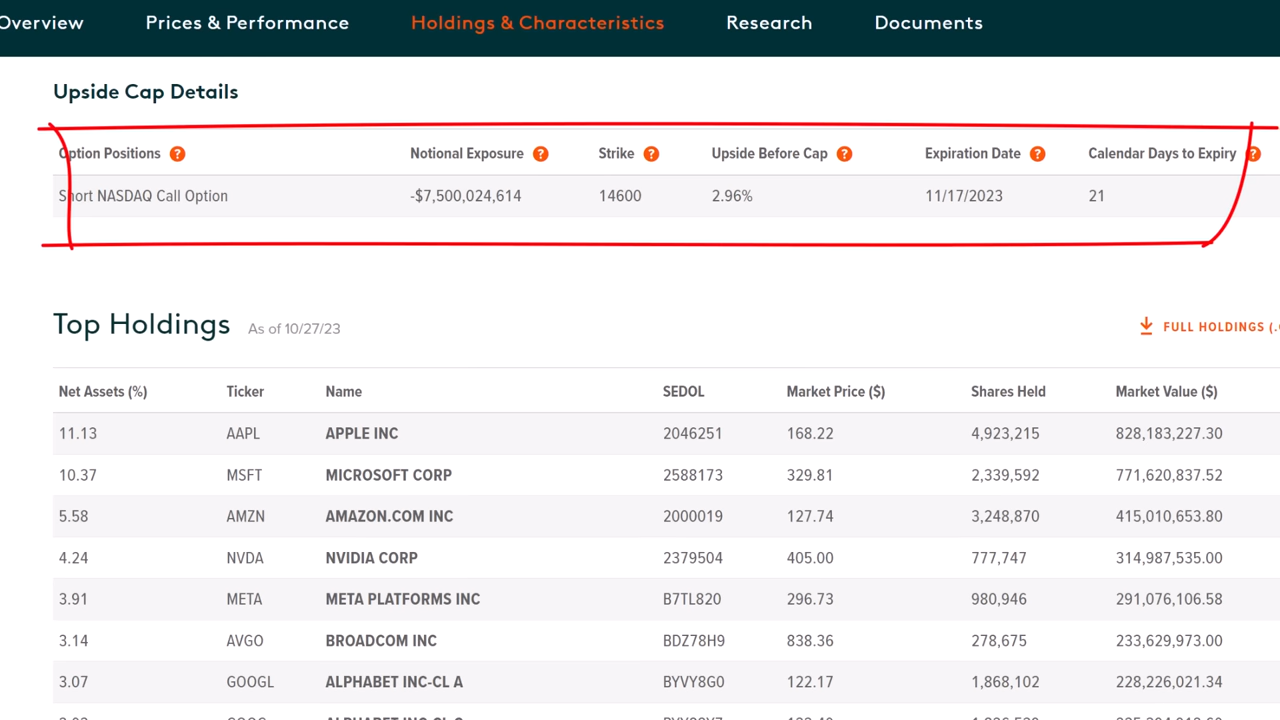 Overview Prices & Performance Holdings & Characteristics Research Documents
Upside Cap Details
Option Positions ? Notional Exposure ? Strike ? Upside Before Cap ? Expiration Date ? Calendar Days to Expiry ?
Short NASDAQ Call Option -$7,500,024,614 14600 2.96% 11/17/2023 21
Top Holdings As of 10/27/23 FULL HOLDINGS (.
Net Assets (%) Ticker Name SEDOL Market Price ($) Shares Held Market Value ($)
11.13 AAPL APPLE INC 2046251 168.22 4,923,215 828,183,227.30
10.37 MSFT MICROSOFT CORP 2588173 329.81 2,339,592 771,620,837.52
5.58 AMZN AMAZON.COM INC 2000019 127.74 3,248,870 415,010,653.80
4.24 NVDA NVIDIA CORP 2379504 405.00 777,747 314,987,535.00
3.91 META META PLATFORMS INC B7TL820 296.73 980,946 291,076,106.58
3.14 AVGO BROADCOM INC BDZ78H9 838.36 278,675 233,629,973.00
3.07 GOOGL ALPHABET INC-CL A BYVY8G0 122.17 1,868,102 228,226,021.34